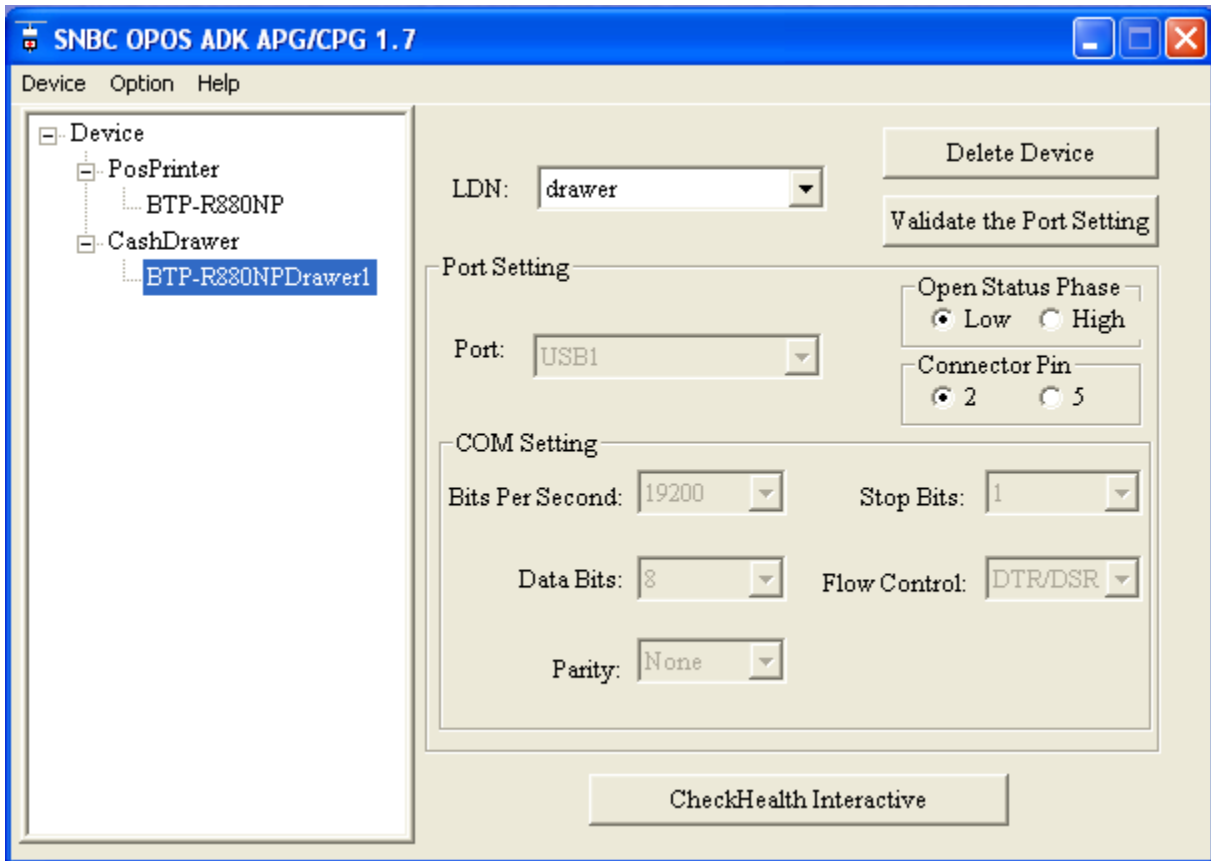 SNBC OPOS ADK APG/CPG 1.7
Device Option Help
Device
PosPrinter
BTP-R880NP
CashDrawer
BTP-R880NPDrawer1
LDN: drawer
Delete Device
Validate the Port Setting
Port Setting
Port: USB1
Open Status Phase
Low High
Connector Pin
2 5
COM Setting
Bits Per Second: 19200 Stop Bits: 1
Data Bits: 8 Flow Control: DTR/DSR
Parity: None
CheckHealth Interactive